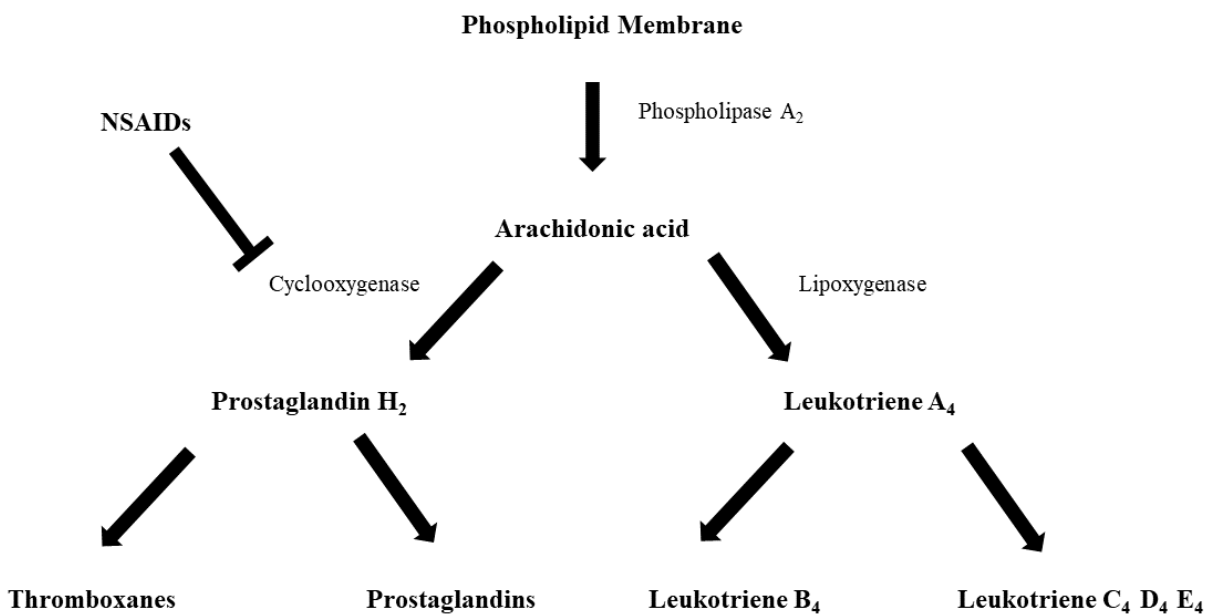 Phospholipid Membrane
Phospholipase A₂
NSAIDs
Arachidonic acid
Cyclooxygenase
Lipoxygenase
Prostaglandin H₂
Leukotriene A₄
Thromboxanes
Prostaglandins
Leukotriene B₄
Leukotriene C₄ D₄ E₄